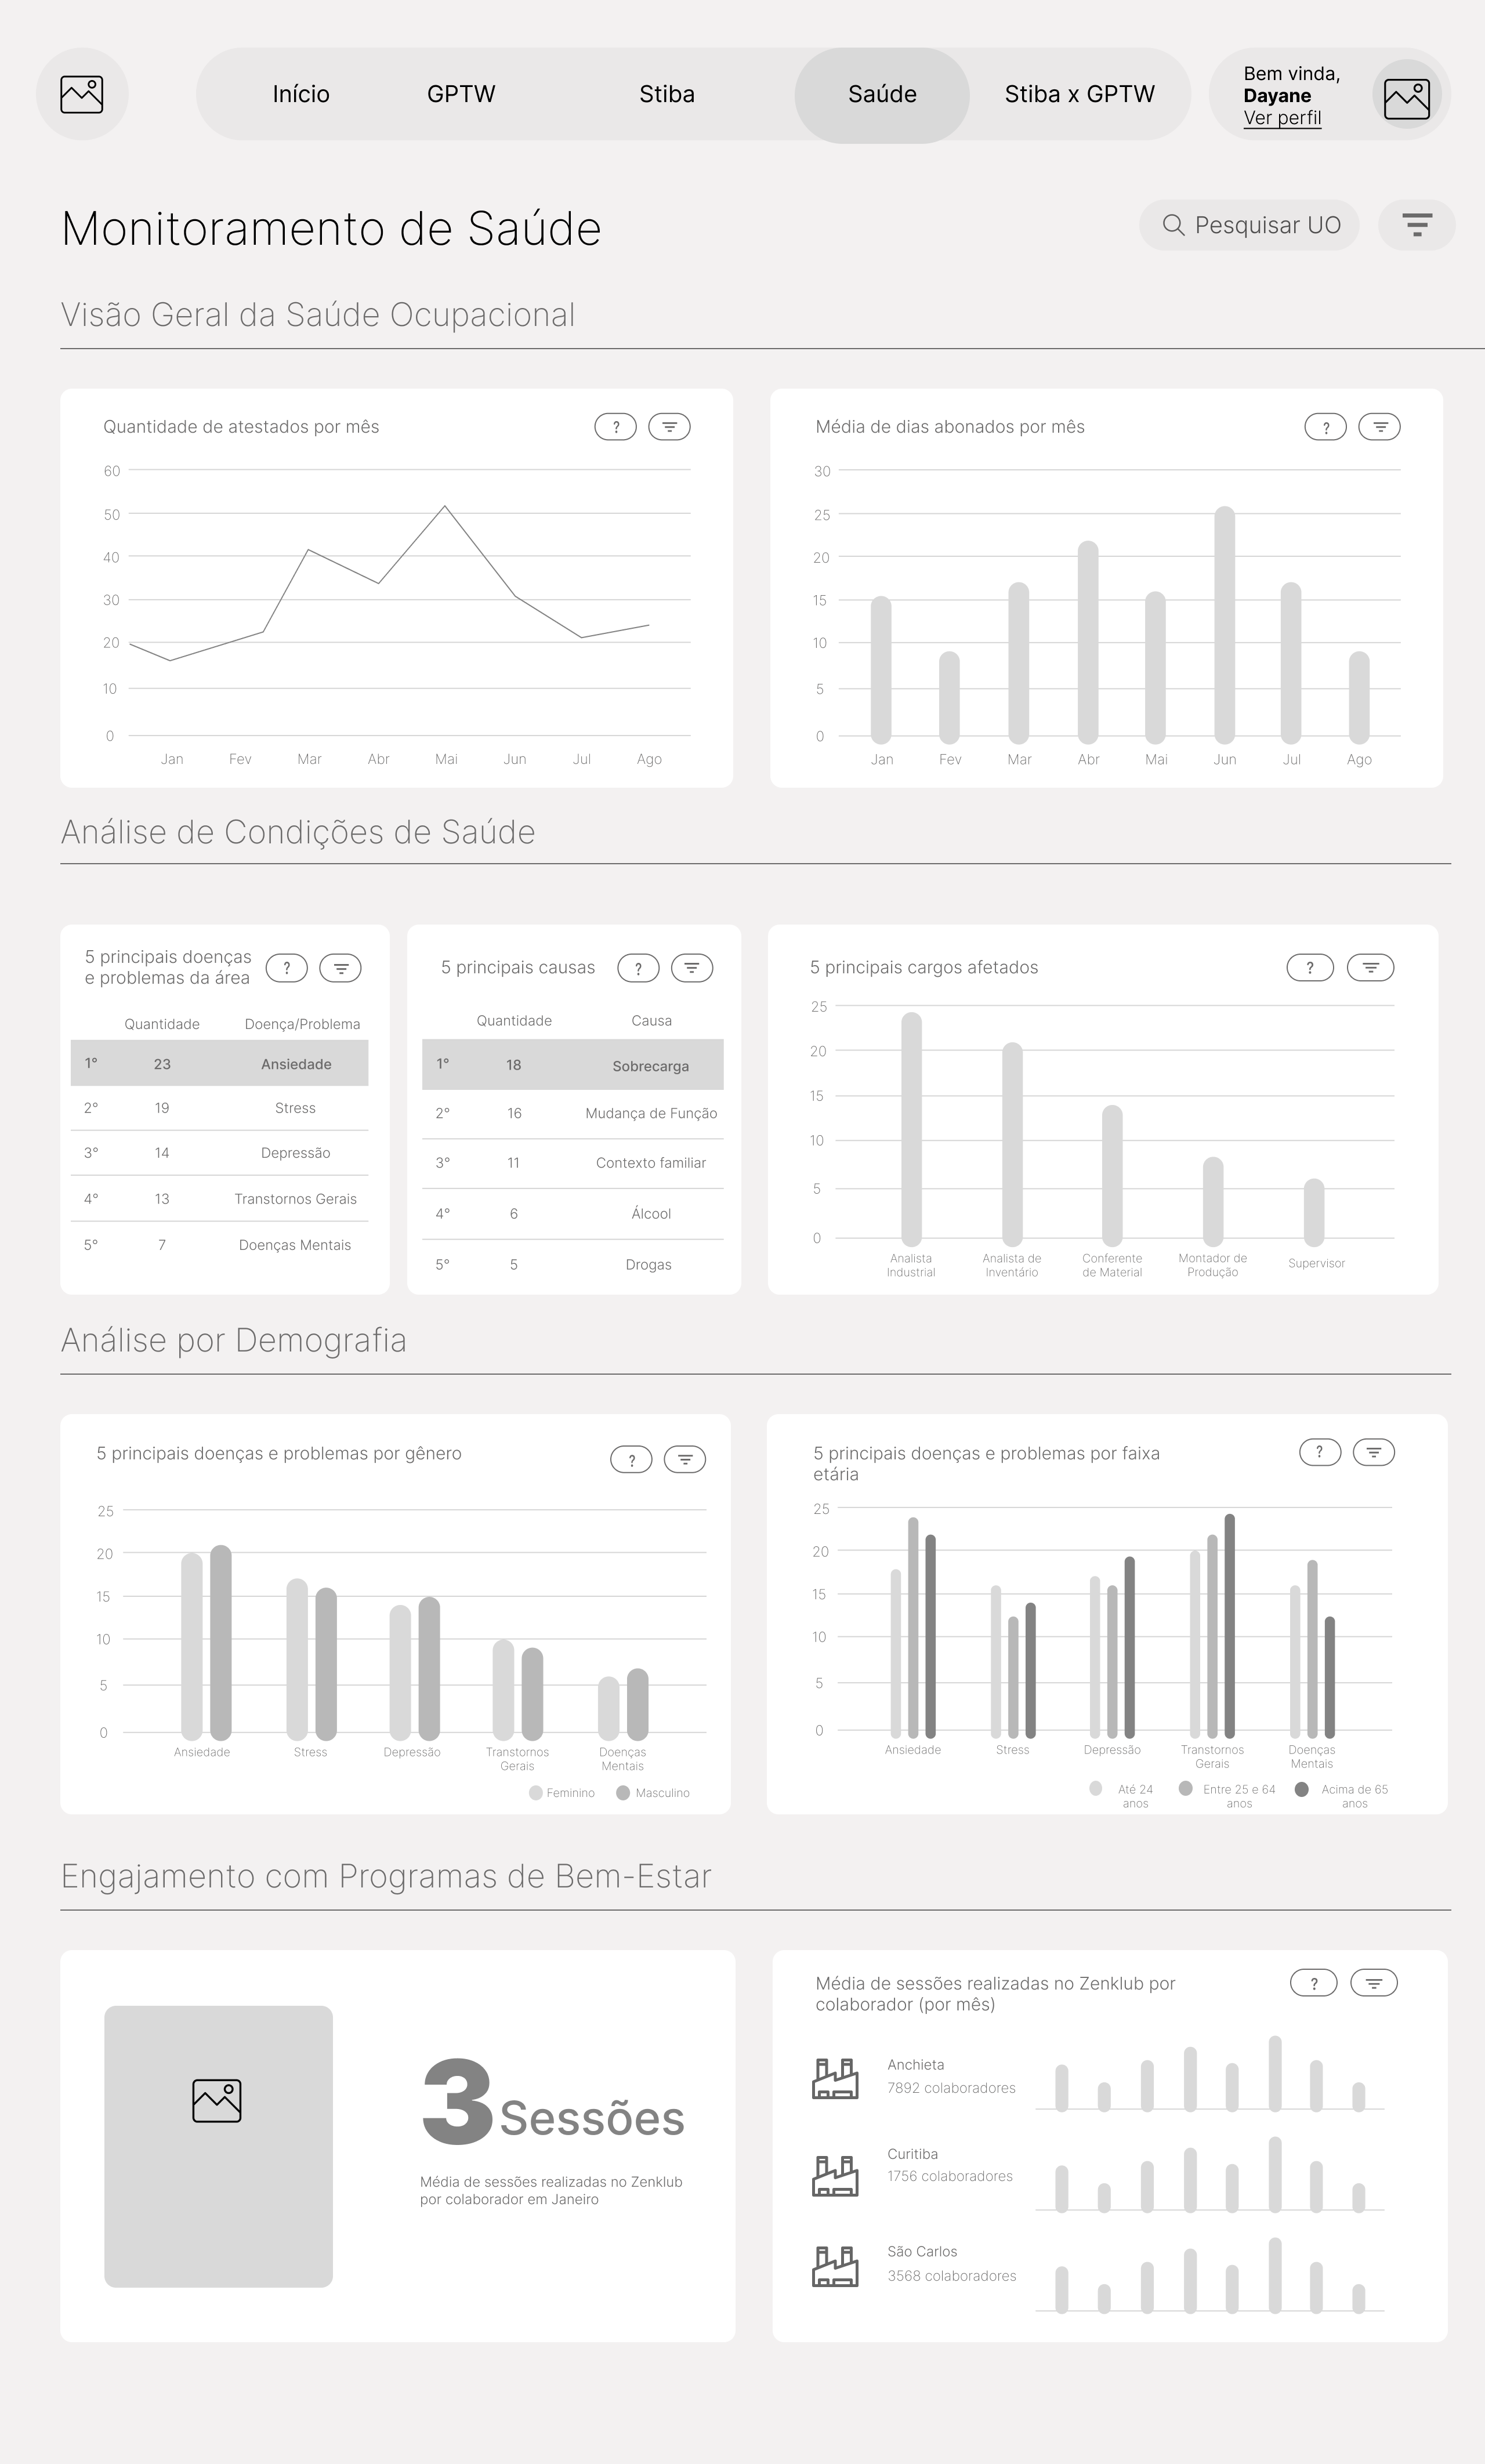 Início
GPTW
Stiba
Saúde
Stiba x GPTW
Bem vinda,
Dayane
Ver perfil
Monitoramento de Saúde
Pesquisar UO
Visão Geral da Saúde Ocupacional
Quantidade de atestados por mês
?
60
50
40
30
20
10
0
Jan Fev Mar Abr Mai Jun Jul Ago
Média de dias abonados por mês
?
30
25
20
15
10
5
0
Jan Fev Mar Abr Mai Jun Jul Ago
Análise de Condições de Saúde
5 principais doenças
e problemas da área
?
Quantidade Doença/Problema
1° 23 Ansiedade
2° 19 Stress
3° 14 Depressão
4° 13 Transtornos Gerais
5° 7 Doenças Mentais
5 principais causas
?
Quantidade Causa
1° 18 Sobrecarga
2° 16 Mudança de Função
3° 11 Contexto familiar
4° 6 Álcool
5° 5 Drogas
5 principais cargos afetados
?
25
20
15
10
5
0
Analista
Industrial
Analista de
Inventário
Conferente
de Material
Montador de
Produção
Supervisor
Análise por Demografia
5 principais doenças e problemas por gênero
?
25
20
15
10
5
0
Ansiedade
Stress
Depressão
Transtornos
Gerais
Doenças
Mentais
Feminino
Masculino
5 principais doenças e problemas por faixa
etária
?
25
20
15
10
5
0
Ansiedade
Stress
Depressão
Transtornos
Gerais
Doenças
Mentais
Até 24
anos
Entre 25 e 64
anos
Acima de 65
anos
Engajamento com Programas de Bem-Estar
3 Sessões
Média de sessões realizadas no Zenklub
por colaborador em Janeiro
Média de sessões realizadas no Zenklub por
colaborador (por mês)
?
Anchieta
7892 colaboradores
Curitiba
1756 colaboradores
São Carlos
3568 colaboradores